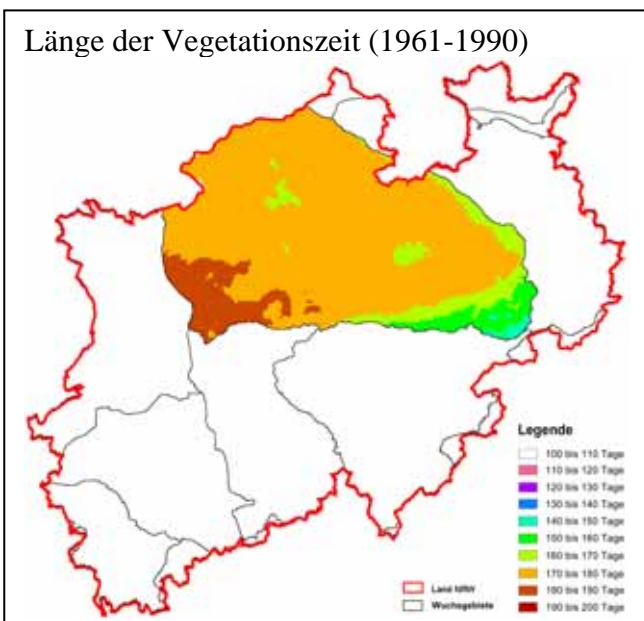 Länge der Vegetationszeit (1961-1990)
Legende
100 bis 110 Tage
110 bis 120 Tage
120 bis 130 Tage
130 bis 140 Tage
140 bis 150 Tage
150 bis 160 Tage
160 bis 170 Tage
170 bis 180 Tage
180 bis 190 Tage
190 bis 200 Tage
Land NRW
Wuchsgebiete